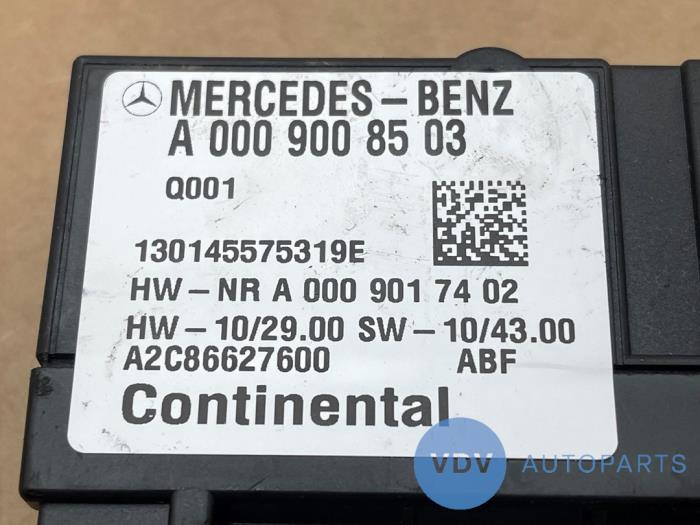 MERCEDES-BENZ
A 000 900 85 03
Q001
130145575319E
HW-NR A 000 901 74 02
HW-10/29.00 SW-10/43.00
A2C86627600 ABF
Continental
VDV AUTOPARTS